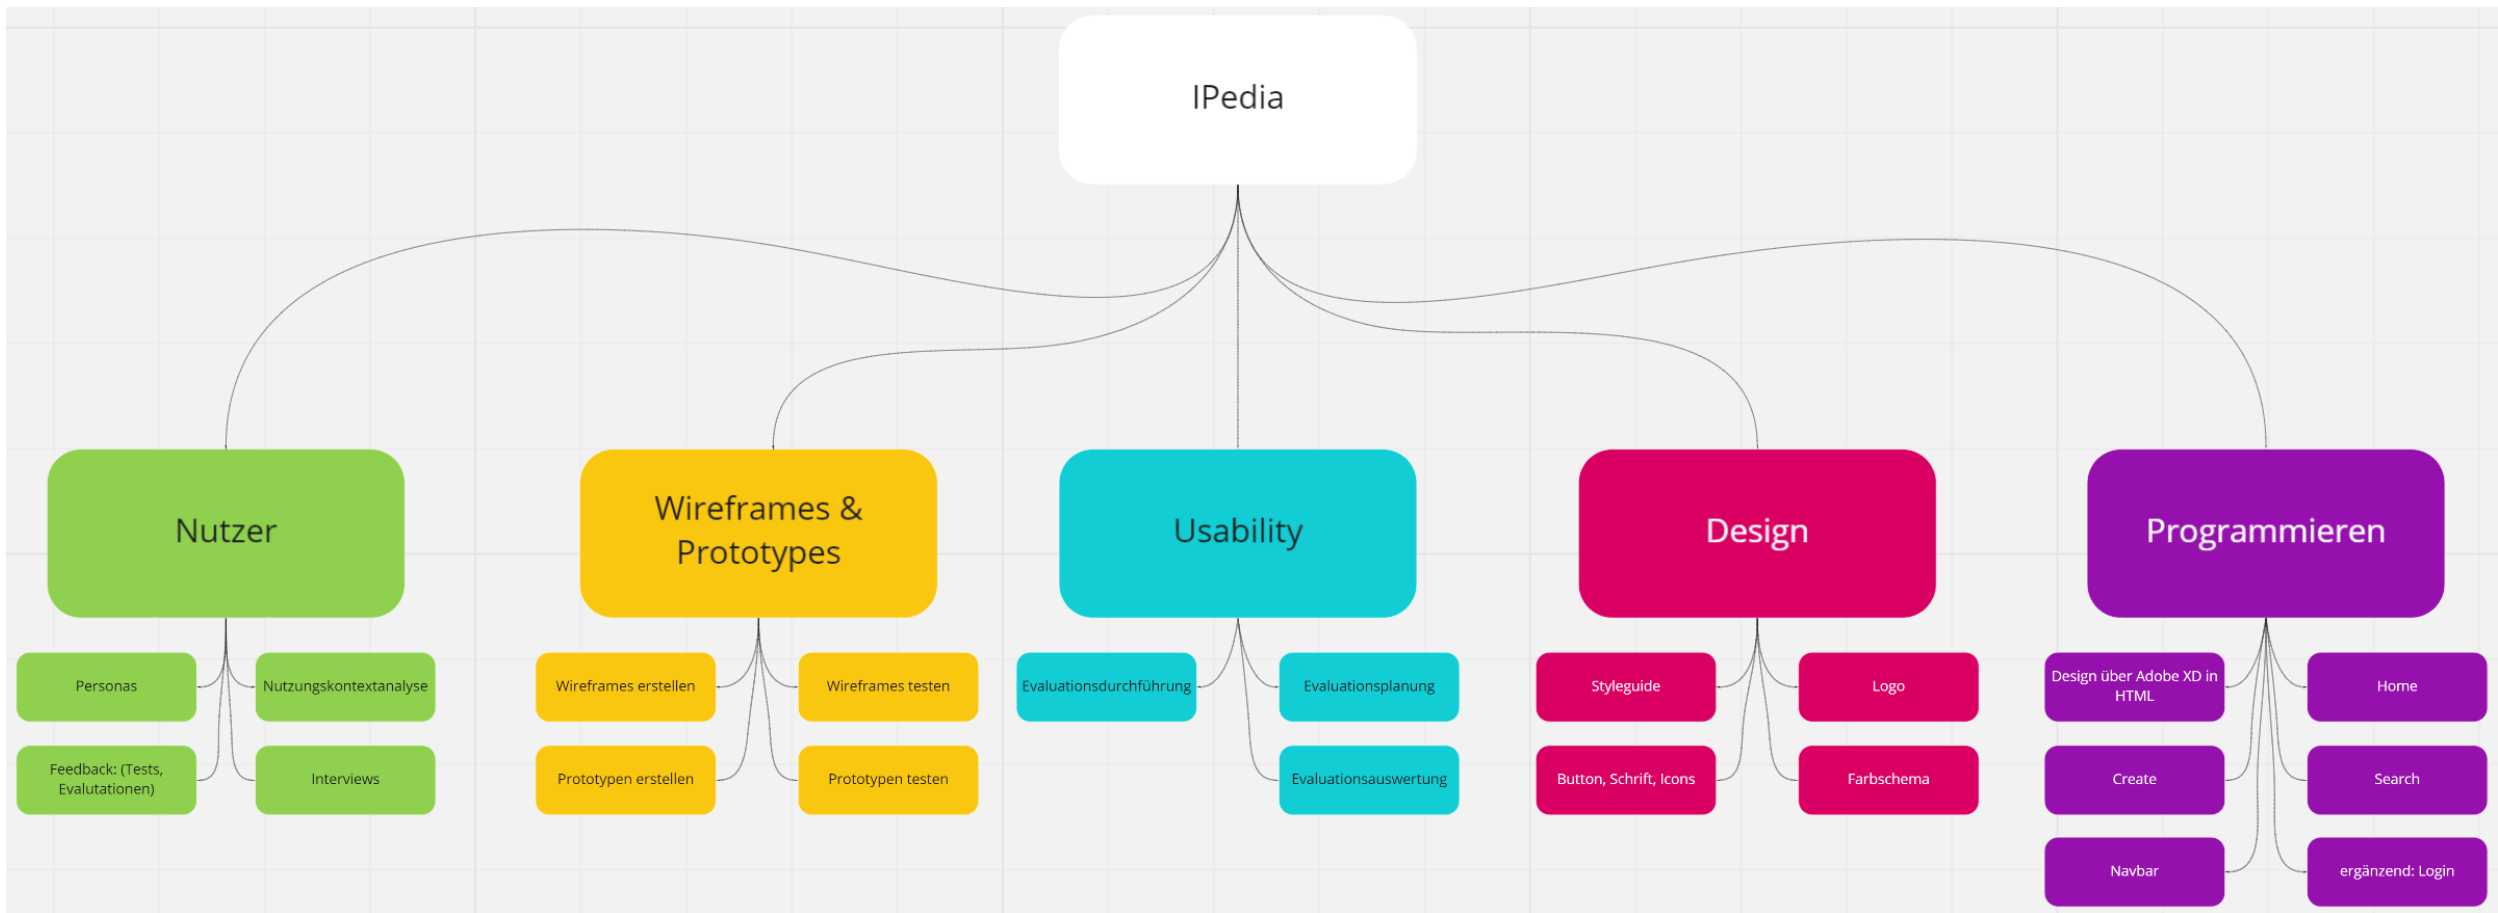 IPedia
Nutzer
Wireframes &
Prototypes
Usability
Design
Programmieren
Personas
Nutzungskontextanalyse
Feedback: (Tests,
Evalutationen)
Interviews
Wireframes erstellen
Wireframes testen
Prototypen erstellen
Prototypen testen
Evaluationsdurchführung
Evaluationsplanung
Evaluationsauswertung
Styleguide
Logo
Button, Schrift, Icons
Farbschema
Design über Adobe XD in
HTML
Home
Create
Search
Navbar
ergänzend: Login